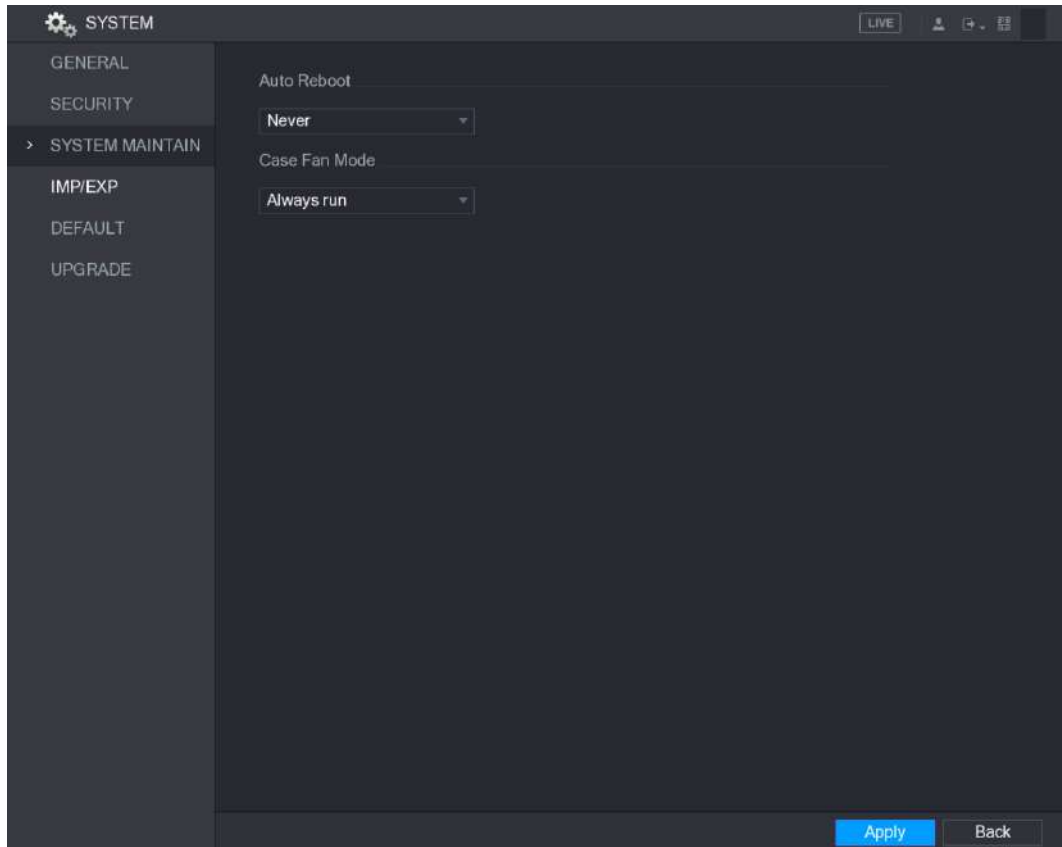 SYSTEM
LIVE
GENERAL
SECURITY
> SYSTEM MAINTAIN
IMP/EXP
DEFAULT
UPGRADE
Auto Reboot
Never
Case Fan Mode
Always run
Apply
Back